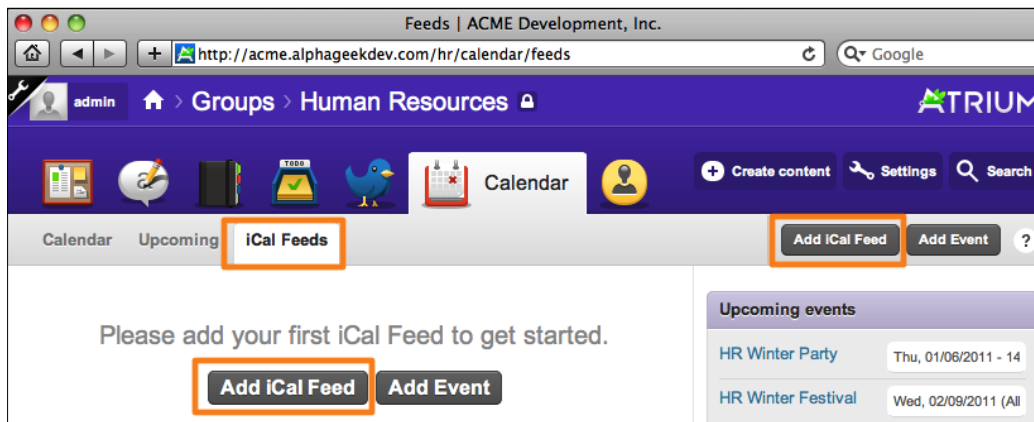 Feeds | ACME Development, Inc.
http://acme.alphageekdev.com/hr/calendar/feeds
Google
admin
Groups › Human Resources
ATRIUM
TODO
Calendar
Create content
Settings
Search
Calendar
Upcoming
iCal Feeds
Add iCal Feed
Add Event
?
Please add your first iCal Feed to get started.
Add iCal Feed
Add Event
Upcoming events
HR Winter Party
Thu, 01/06/2011 - 14
HR Winter Festival
Wed, 02/09/2011 (All